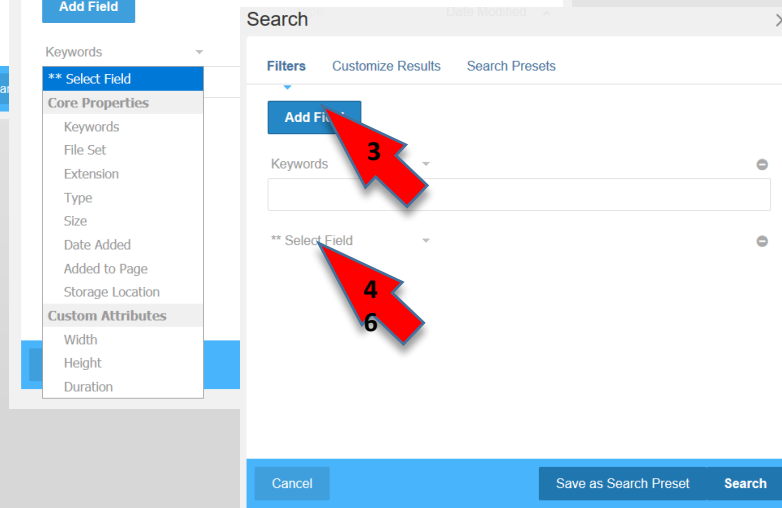 Add Field
Keywords
** Select Field
Core Properties
Keywords
File Set
Extension
Type
Size
Date Added
Added to Page
Storage Location
Custom Attributes
Width
Height
Duration
Date Modified
Search
Filters Customize Results Search Presets
Add Fi
3
Keywords
** Select Field
4
6
Cancel Save as Search Preset Search